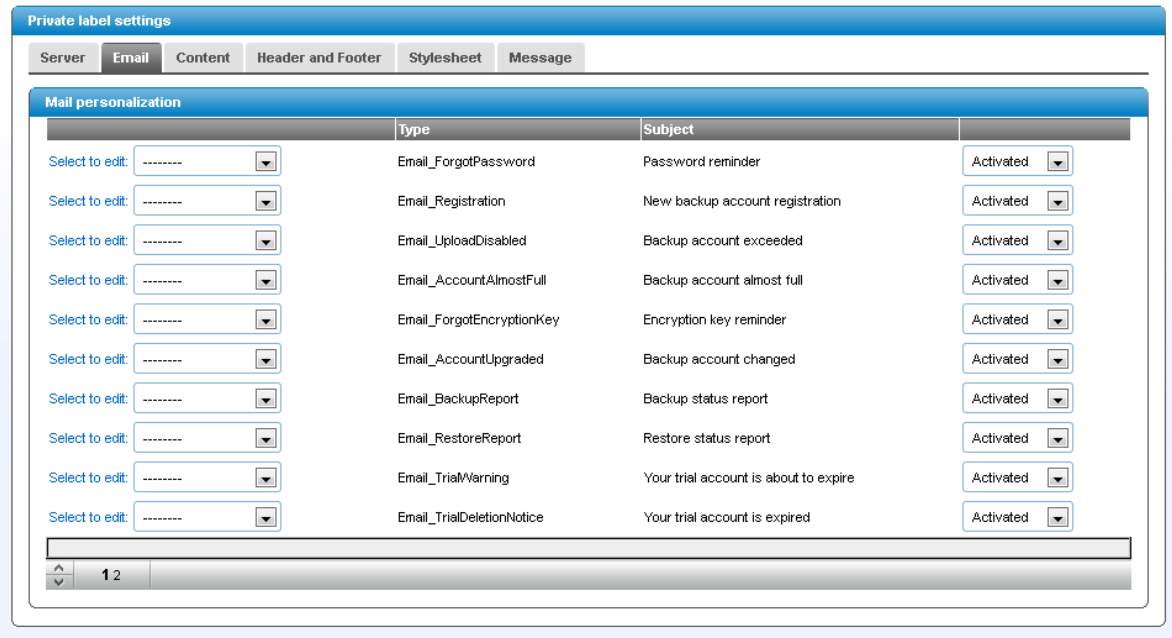 Private label settings
Server Email Content Header and Footer Stylesheet Message
Mail personalization
Type Subject
Select to edit: -------- Email_ForgotPassword Password reminder Activated
Select to edit: -------- Email_Registration New backup account registration Activated
Select to edit: -------- Email_UploadDisabled Backup account exceeded Activated
Select to edit: -------- Email_AccountAlmostFull Backup account almost full Activated
Select to edit: -------- Email_ForgotEncryptionKey Encryption key reminder Activated
Select to edit: -------- Email_AccountUpgraded Backup account changed Activated
Select to edit: -------- Email_BackupReport Backup status report Activated
Select to edit: -------- Email_RestoreReport Restore status report Activated
Select to edit: -------- Email_TrialWarning Your trial account is about to expire Activated
Select to edit: -------- Email_TrialDeletionNotice Your trial account is expired Activated
1 2